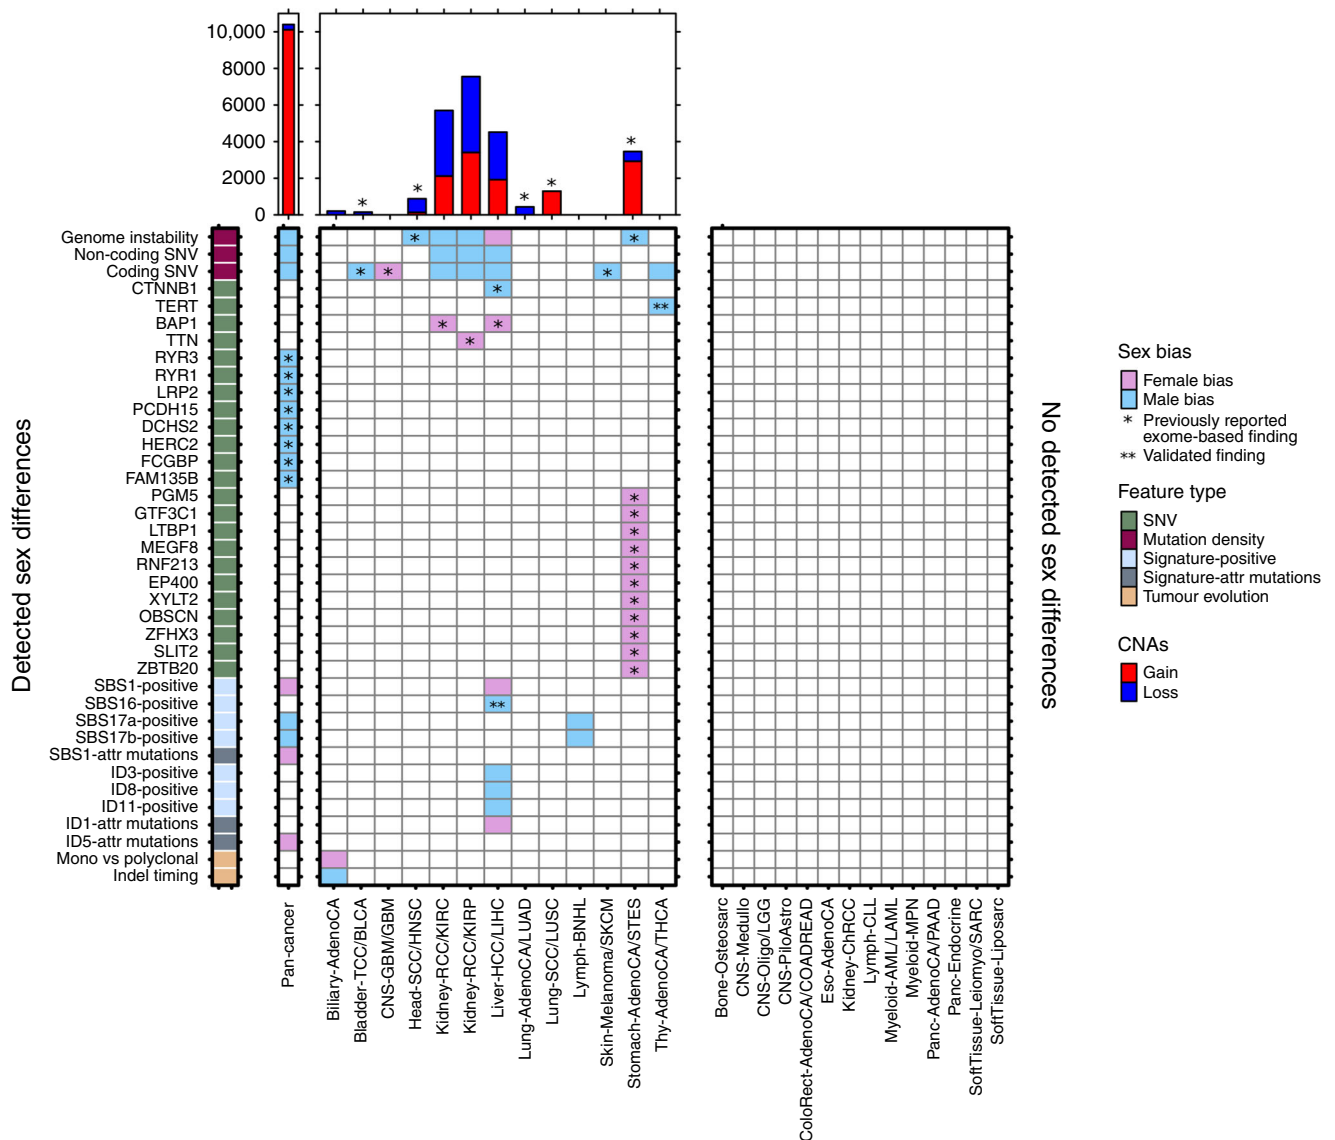 10,000
8000
6000
4000
2000
0
*
*
*
*
*
Detected sex differences
Genome instability
* *
Non-coding SNV
Coding SNV
* * *
CTNNB1
*
TERT
**
BAP1
* *
TTN
*
RYR3
*
RYR1
*
LRP2
*
PCDH15
*
DCHS2
*
HERC2
*
FCGBP
*
FAM135B
*
PGM5
*
GTF3C1
*
LTBP1
*
MEGF8
*
RNF213
*
EP400
*
XYLT2
*
OBSCN
*
ZFHX3
*
SLIT2
*
ZBTB20
*
SBS1-positive
SBS16-positive
**
SBS17a-positive
SBS17b-positive
SBS1-attr mutations
ID3-positive
ID8-positive
ID11-positive
ID1-attr mutations
ID5-attr mutations
Mono vs polyclonal
Indel timing
Pan-cancer
Biliary-AdenoCA
Bladder-TCC/BLCA
CNS-GBM/GBM
Head-SCC/HNSC
Kidney-RCC/KIRC
Kidney-RCC/KIRP
Liver-HCC/LIHC
Lung-AdenoCA/LUAD
Lung-SCC/LUSC
Lymph-BNHL
Skin-Melanoma/SKCM
Stomach-AdenoCA/STES
Thy-AdenoCA/THCA
Bone-Osteosarc
CNS-Medullo
CNS-Oligo/LGG
CNS-PiloAstro
ColoRect-AdenoCA/COADREAD
Eso-AdenoCA
Kidney-ChRCC
Lymph-CLL
Myeloid-AML/LAML
Myeloid-MPN
Panc-AdenoCA/PAAD
Panc-Endocrine
SoftTissue-Leiomyo/SARC
SoftTissue-Liposarc
No detected sex differences
Sex bias
Female bias
Male bias
* Previously reported
exome-based finding
** Validated finding
Feature type
SNV
Mutation density
Signature-positive
Signature-attr mutations
Tumour evolution
CNAs
Gain
Loss